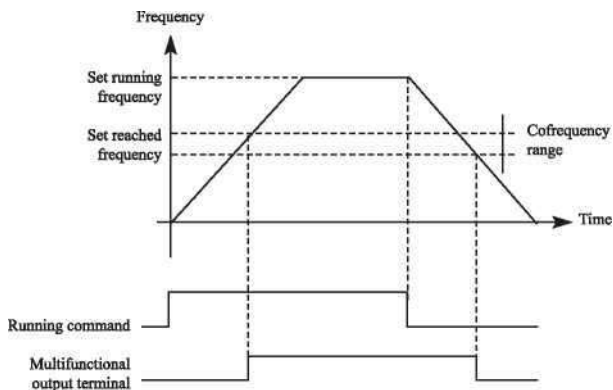 Frequency
Set running
frequency
Set reached
frequency
Cofrequency
range
Time
Running command
Multifunctional
output terminal